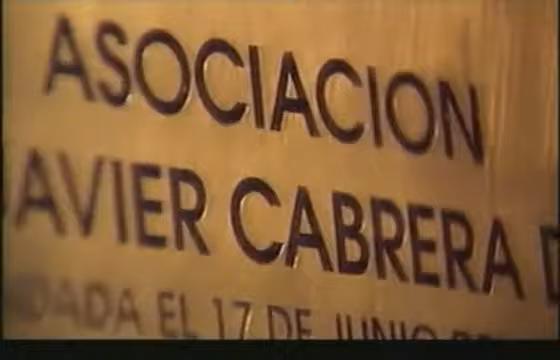 ASOCIACION
AVIER CABRERA D
DADA EL 17 DE JUNIO